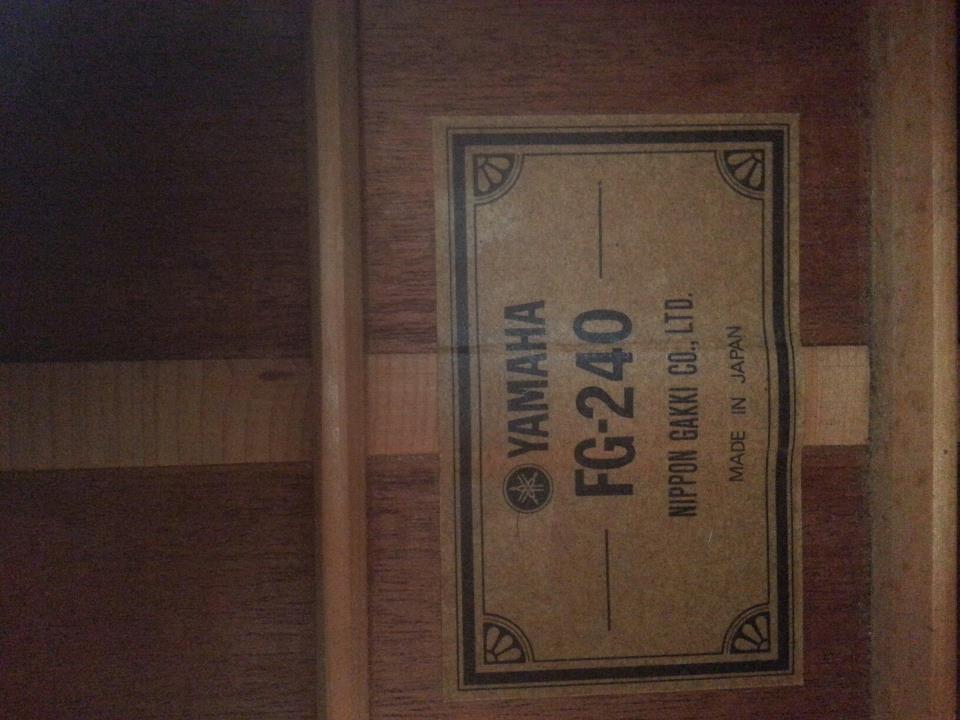 YAMAHA
FG-240
NIPPON GAKKI CO., LTD.
MADE IN JAPAN